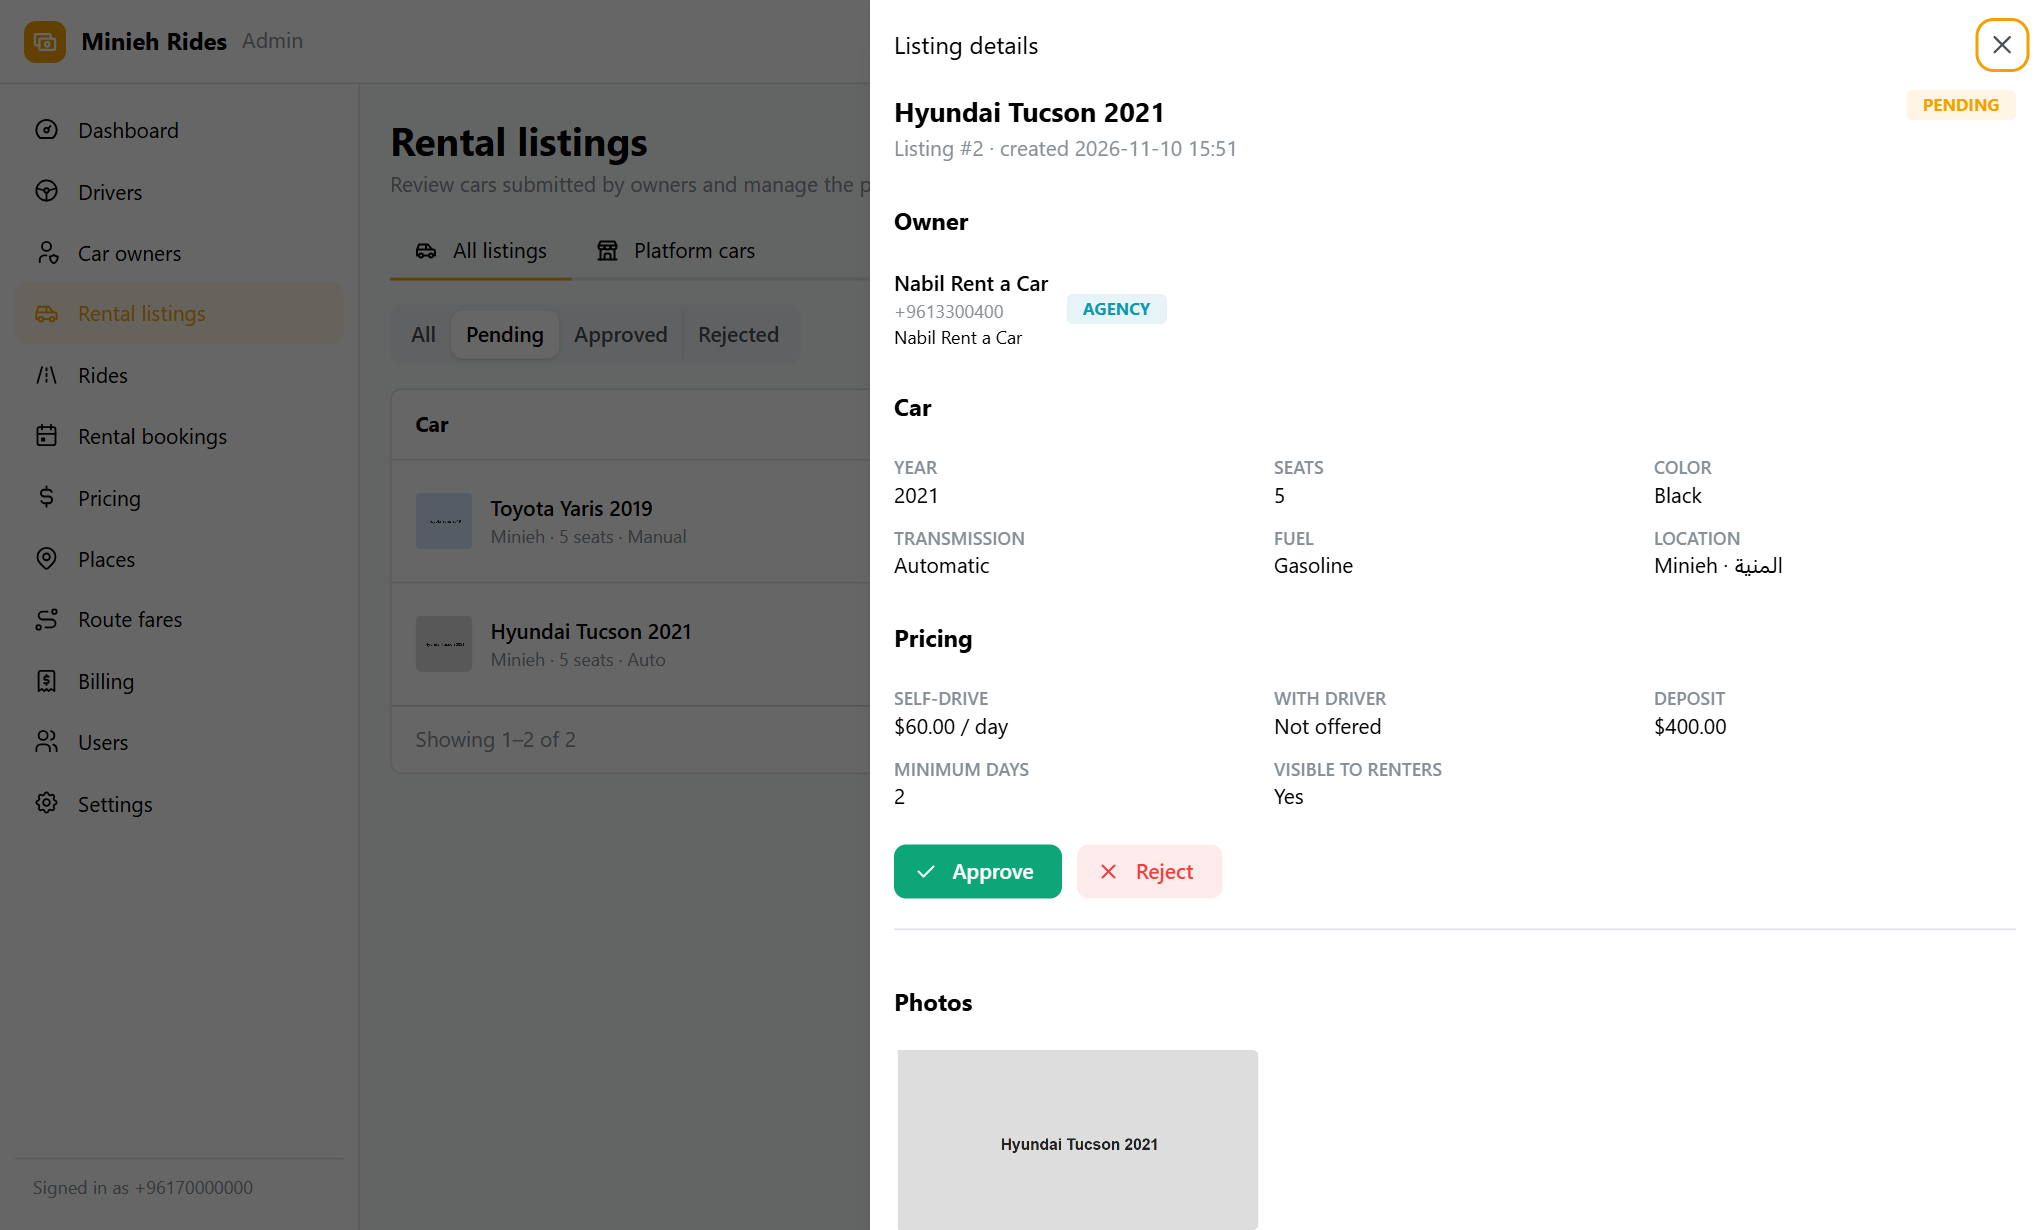 Minieh Rides Admin
Dashboard
Drivers
Car owners
Rental listings
Rides
Rental bookings
Pricing
Places
Route fares
Billing
Users
Settings
Signed in as +96170000000
Rental listings
Review cars submitted by owners and manage the p
All listings
Platform cars
All
Pending
Approved
Rejected
Car
Toyota Yaris 2019
Minieh · 5 seats · Manual
Hyundai Tucson 2021
Hyundai Tucson 2021
Minieh · 5 seats · Auto
Showing 1–2 of 2
Listing details
Hyundai Tucson 2021
PENDING
Listing #2 · created 2026-11-10 15:51
Owner
Nabil Rent a Car
+9613300400
AGENCY
Nabil Rent a Car
Car
YEAR
2021
SEATS
5
COLOR
Black
TRANSMISSION
Automatic
FUEL
Gasoline
LOCATION
Minieh · المنية
Pricing
SELF-DRIVE
$60.00 / day
WITH DRIVER
Not offered
DEPOSIT
$400.00
MINIMUM DAYS
2
VISIBLE TO RENTERS
Yes
Approve
Reject
Photos
Hyundai Tucson 2021